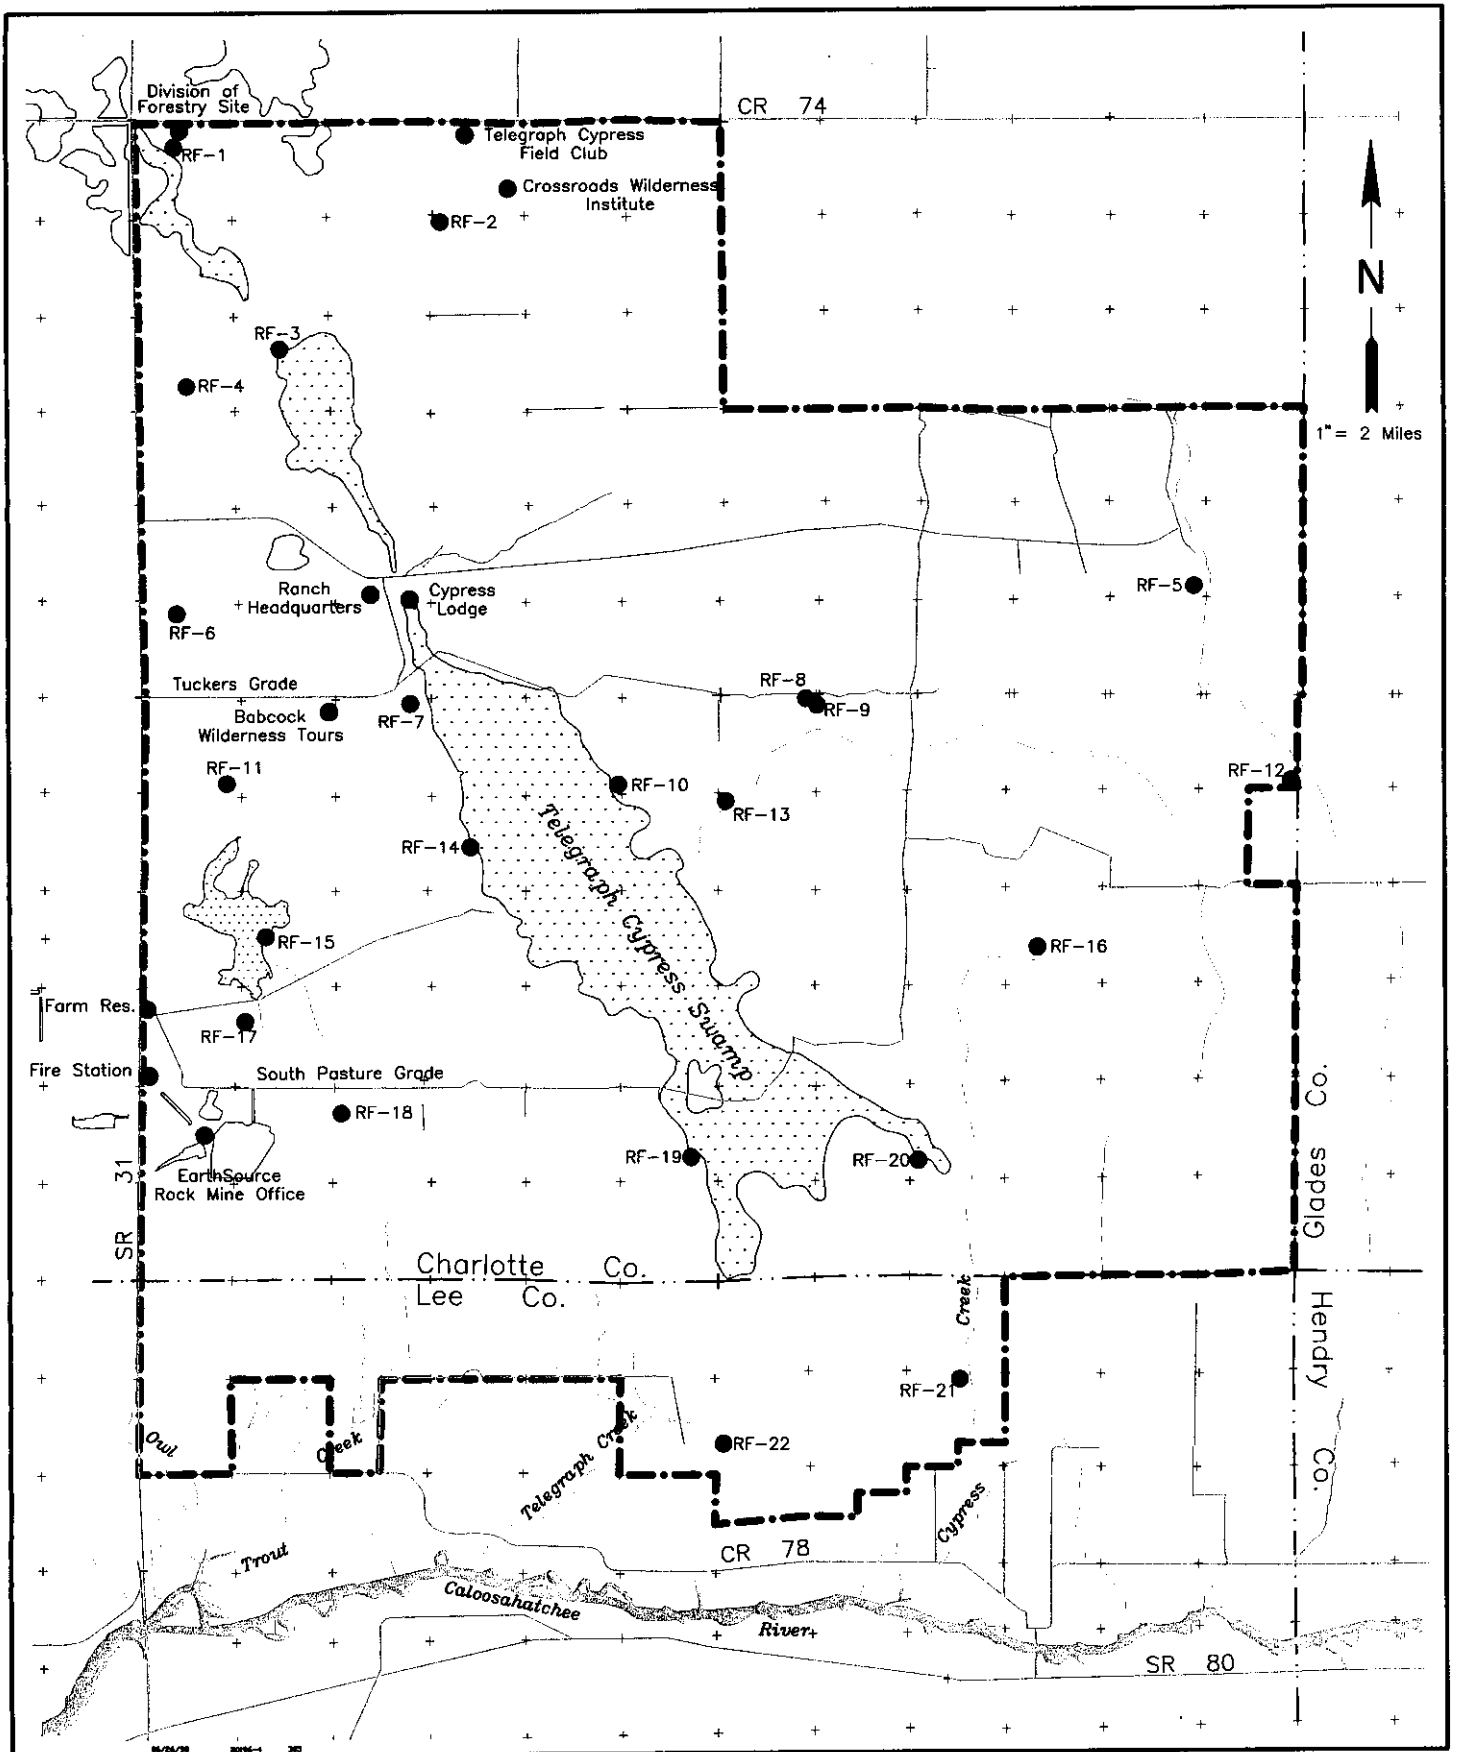 CR 74
Division of
Forestry Site
RF-1
Telegraph Cypress
Field Club
Crossroads Wilderness
Institute
RF-2
N
1"= 2 Miles
RF-3
RF-4
RF-5
Ranch
Headquarters
Cypress
Lodge
RF-6
Tuckers Grade
RF-7
RF-8
RF-9
Babcock
Wilderness Tours
RF-10
RF-11
RF-12
RF-13
RF-14
Telegraph Cypress Swamp
RF-15
RF-16
Farm Res.
RF-17
Fire Station
South Pasture Grade
RF-18
RF-19
RF-20
EarthSource
Rock Mine Office
SR 31
Glades Co.
Hendry Co.
Charlotte Co.
Lee Co.
Creek
RF-21
RF-22
Owl
Creek
Telegraph Creek
Cypress
CR 78
Trout
Caloosahatchee
River
SR 80